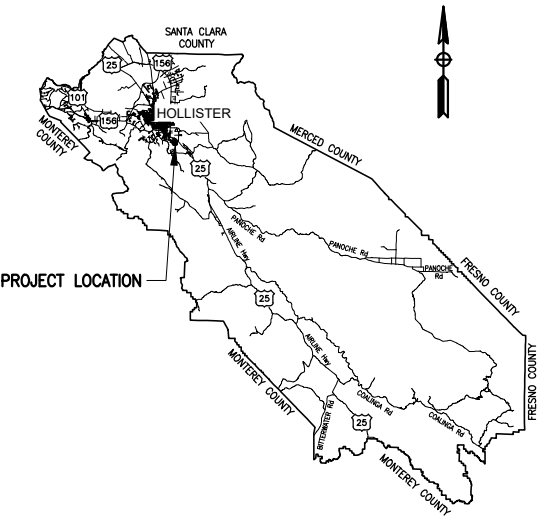 SANTA CLARA
COUNTY
25
156
101
HOLLISTER
156
MONTEREY
COUNTY
MERCED COUNTY
25
PANOCHE Rd
PANOCHE Rd
PANOCHE
Rd
AIRLINE Hwy
FRESNO COUNTY
PROJECT LOCATION
25
AIRLINE Hwy
FRESNO COUNTY
MONTEREY COUNTY
COALINGA Rd
COALINGA Rd
BITTERWATER Rd
25
MONTEREY COUNTY